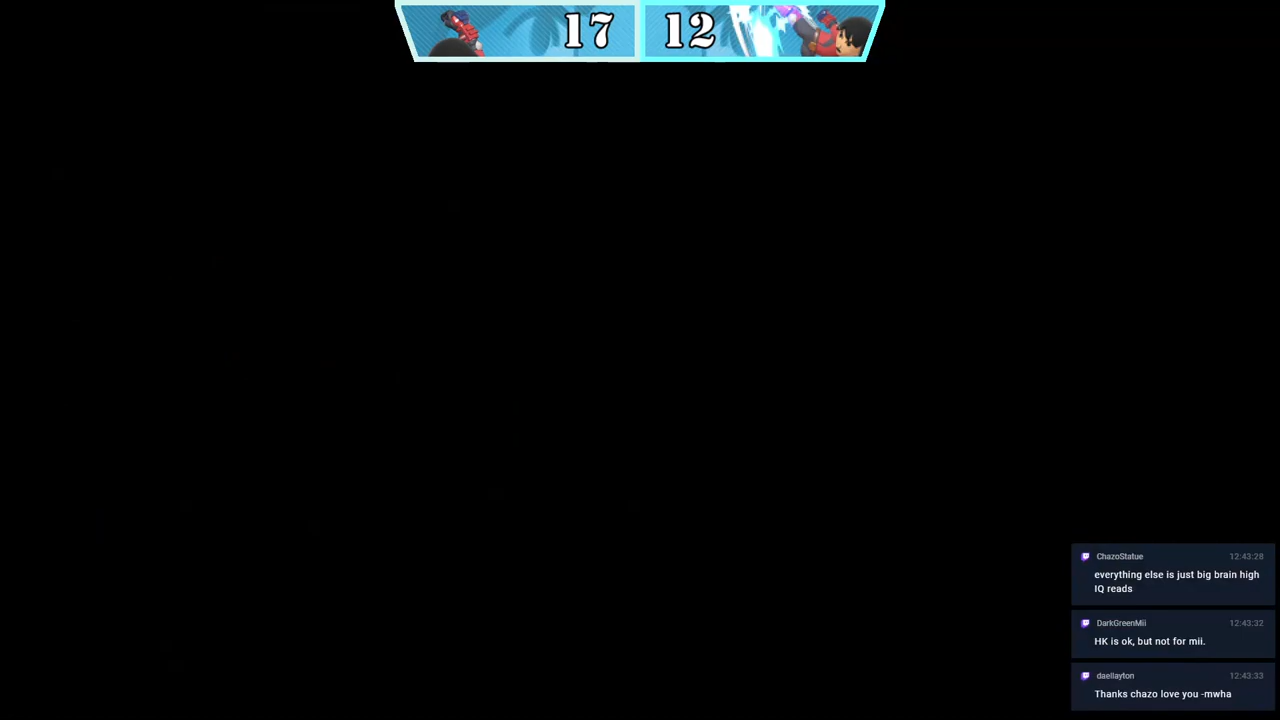 17 12
ChazoStatue 12:43:28
everything else is just big brain high
IQ reads
DarkGreenMii 12:43:32
HK is ok, but not for mii.
daellayton 12:43:33
Thanks chazo love you -mwha